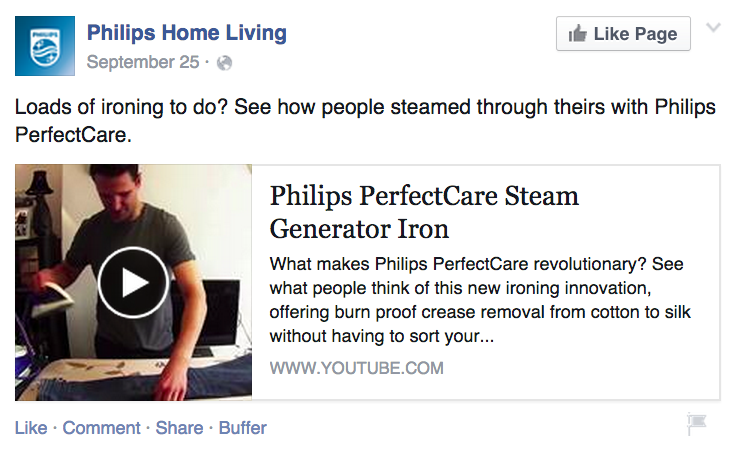 Philips Home Living
Like Page
September 25 ·
Loads of ironing to do? See how people steamed through theirs with Philips
PerfectCare.
Philips PerfectCare Steam
Generator Iron
What makes Philips PerfectCare revolutionary? See
what people think of this new ironing innovation,
offering burn proof crease removal from cotton to silk
without having to sort your...
WWW.YOUTUBE.COM
Like · Comment · Share · Buffer